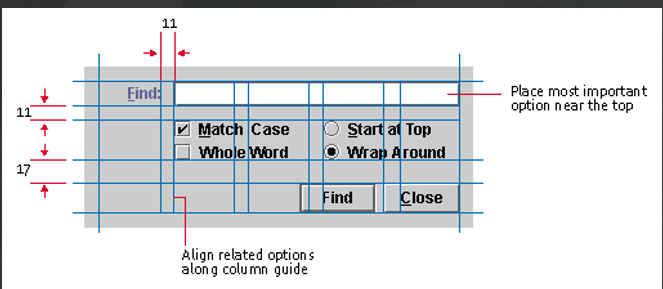 11
Find:
Place most important
option near the top
11
Match Case
Start at Top
Whole Word
Wrap Around
17
Find
Close
Align related options
along column guide